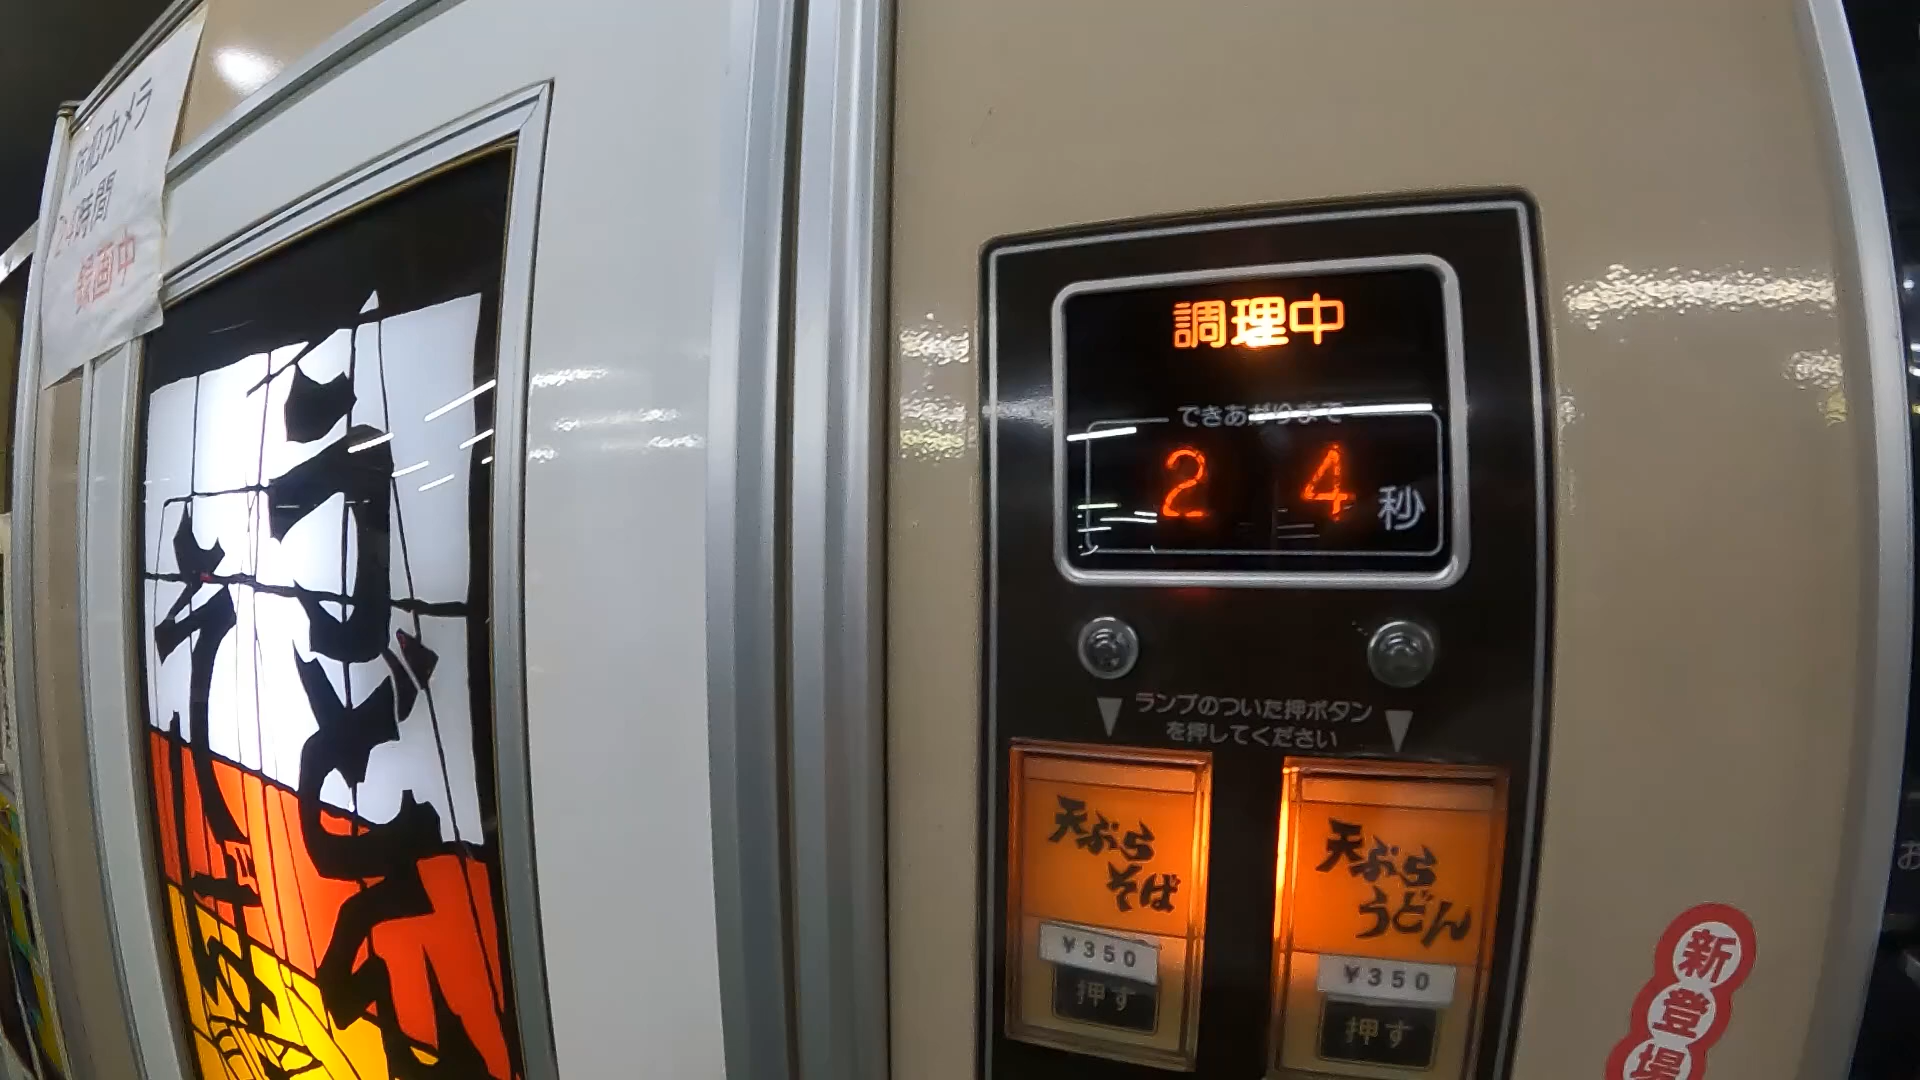 防犯カメラ
24時間
録画中
調理中
できあがりまで
24秒
ランプのついた押ボタン
を押してください
天ぷら
そば
¥350
押す
天ぷら
うどん
¥350
押す
新登場
お